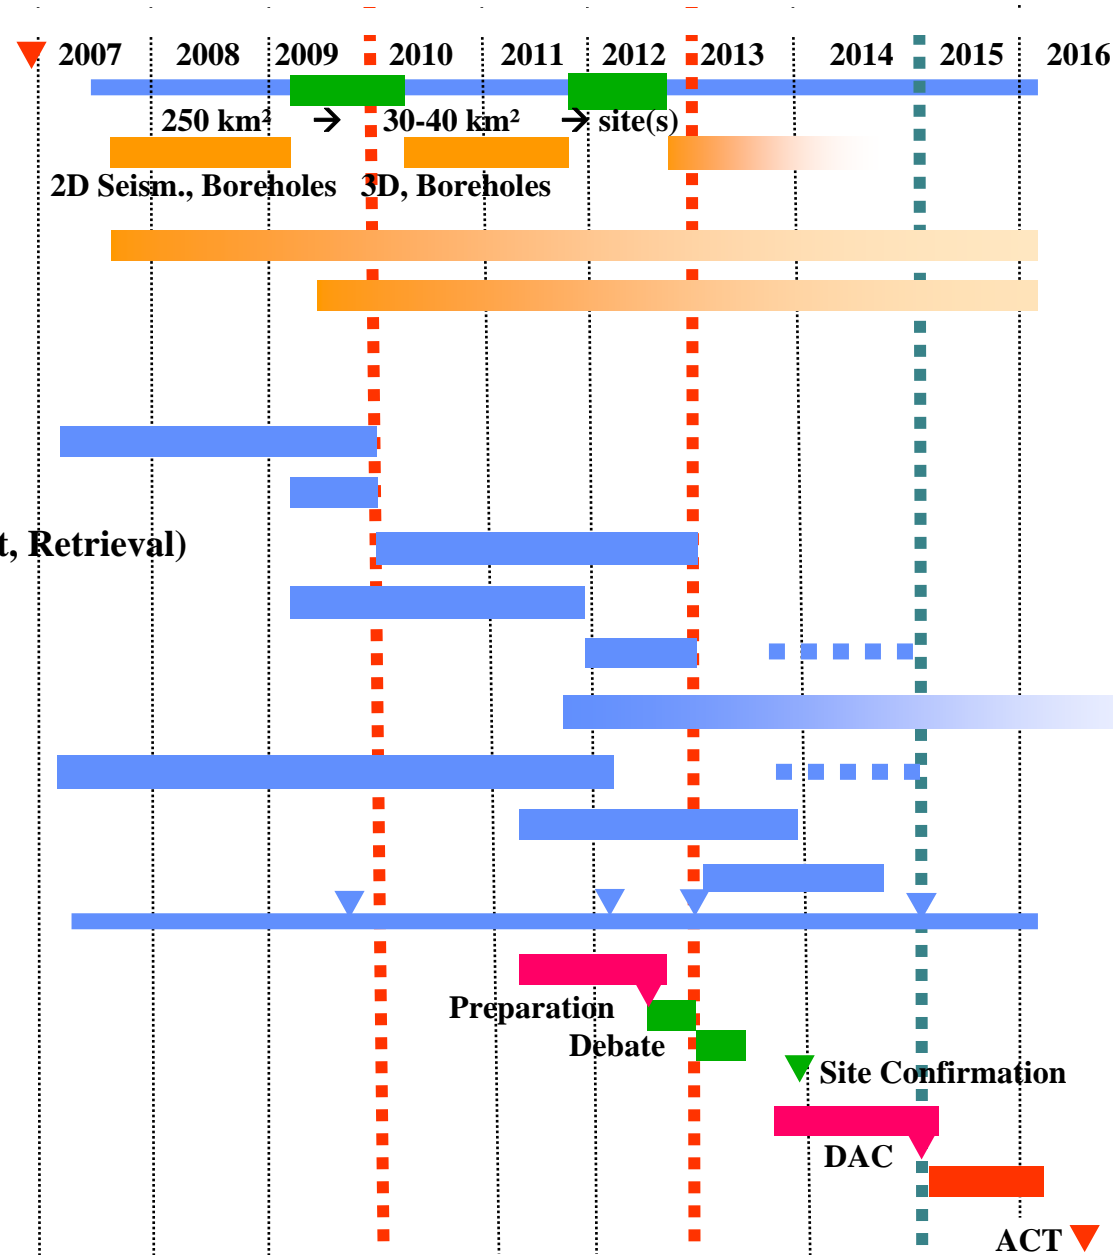 2007 2008 2009 2010 2011 2012 2013 2014 2015 2016
250 km² → 30-40 km² → site(s)
2D Seism., Boreholes 3D, Boreholes
t, Retrieval)
Preparation
Debate
Site Confirmation
DAC
ACT